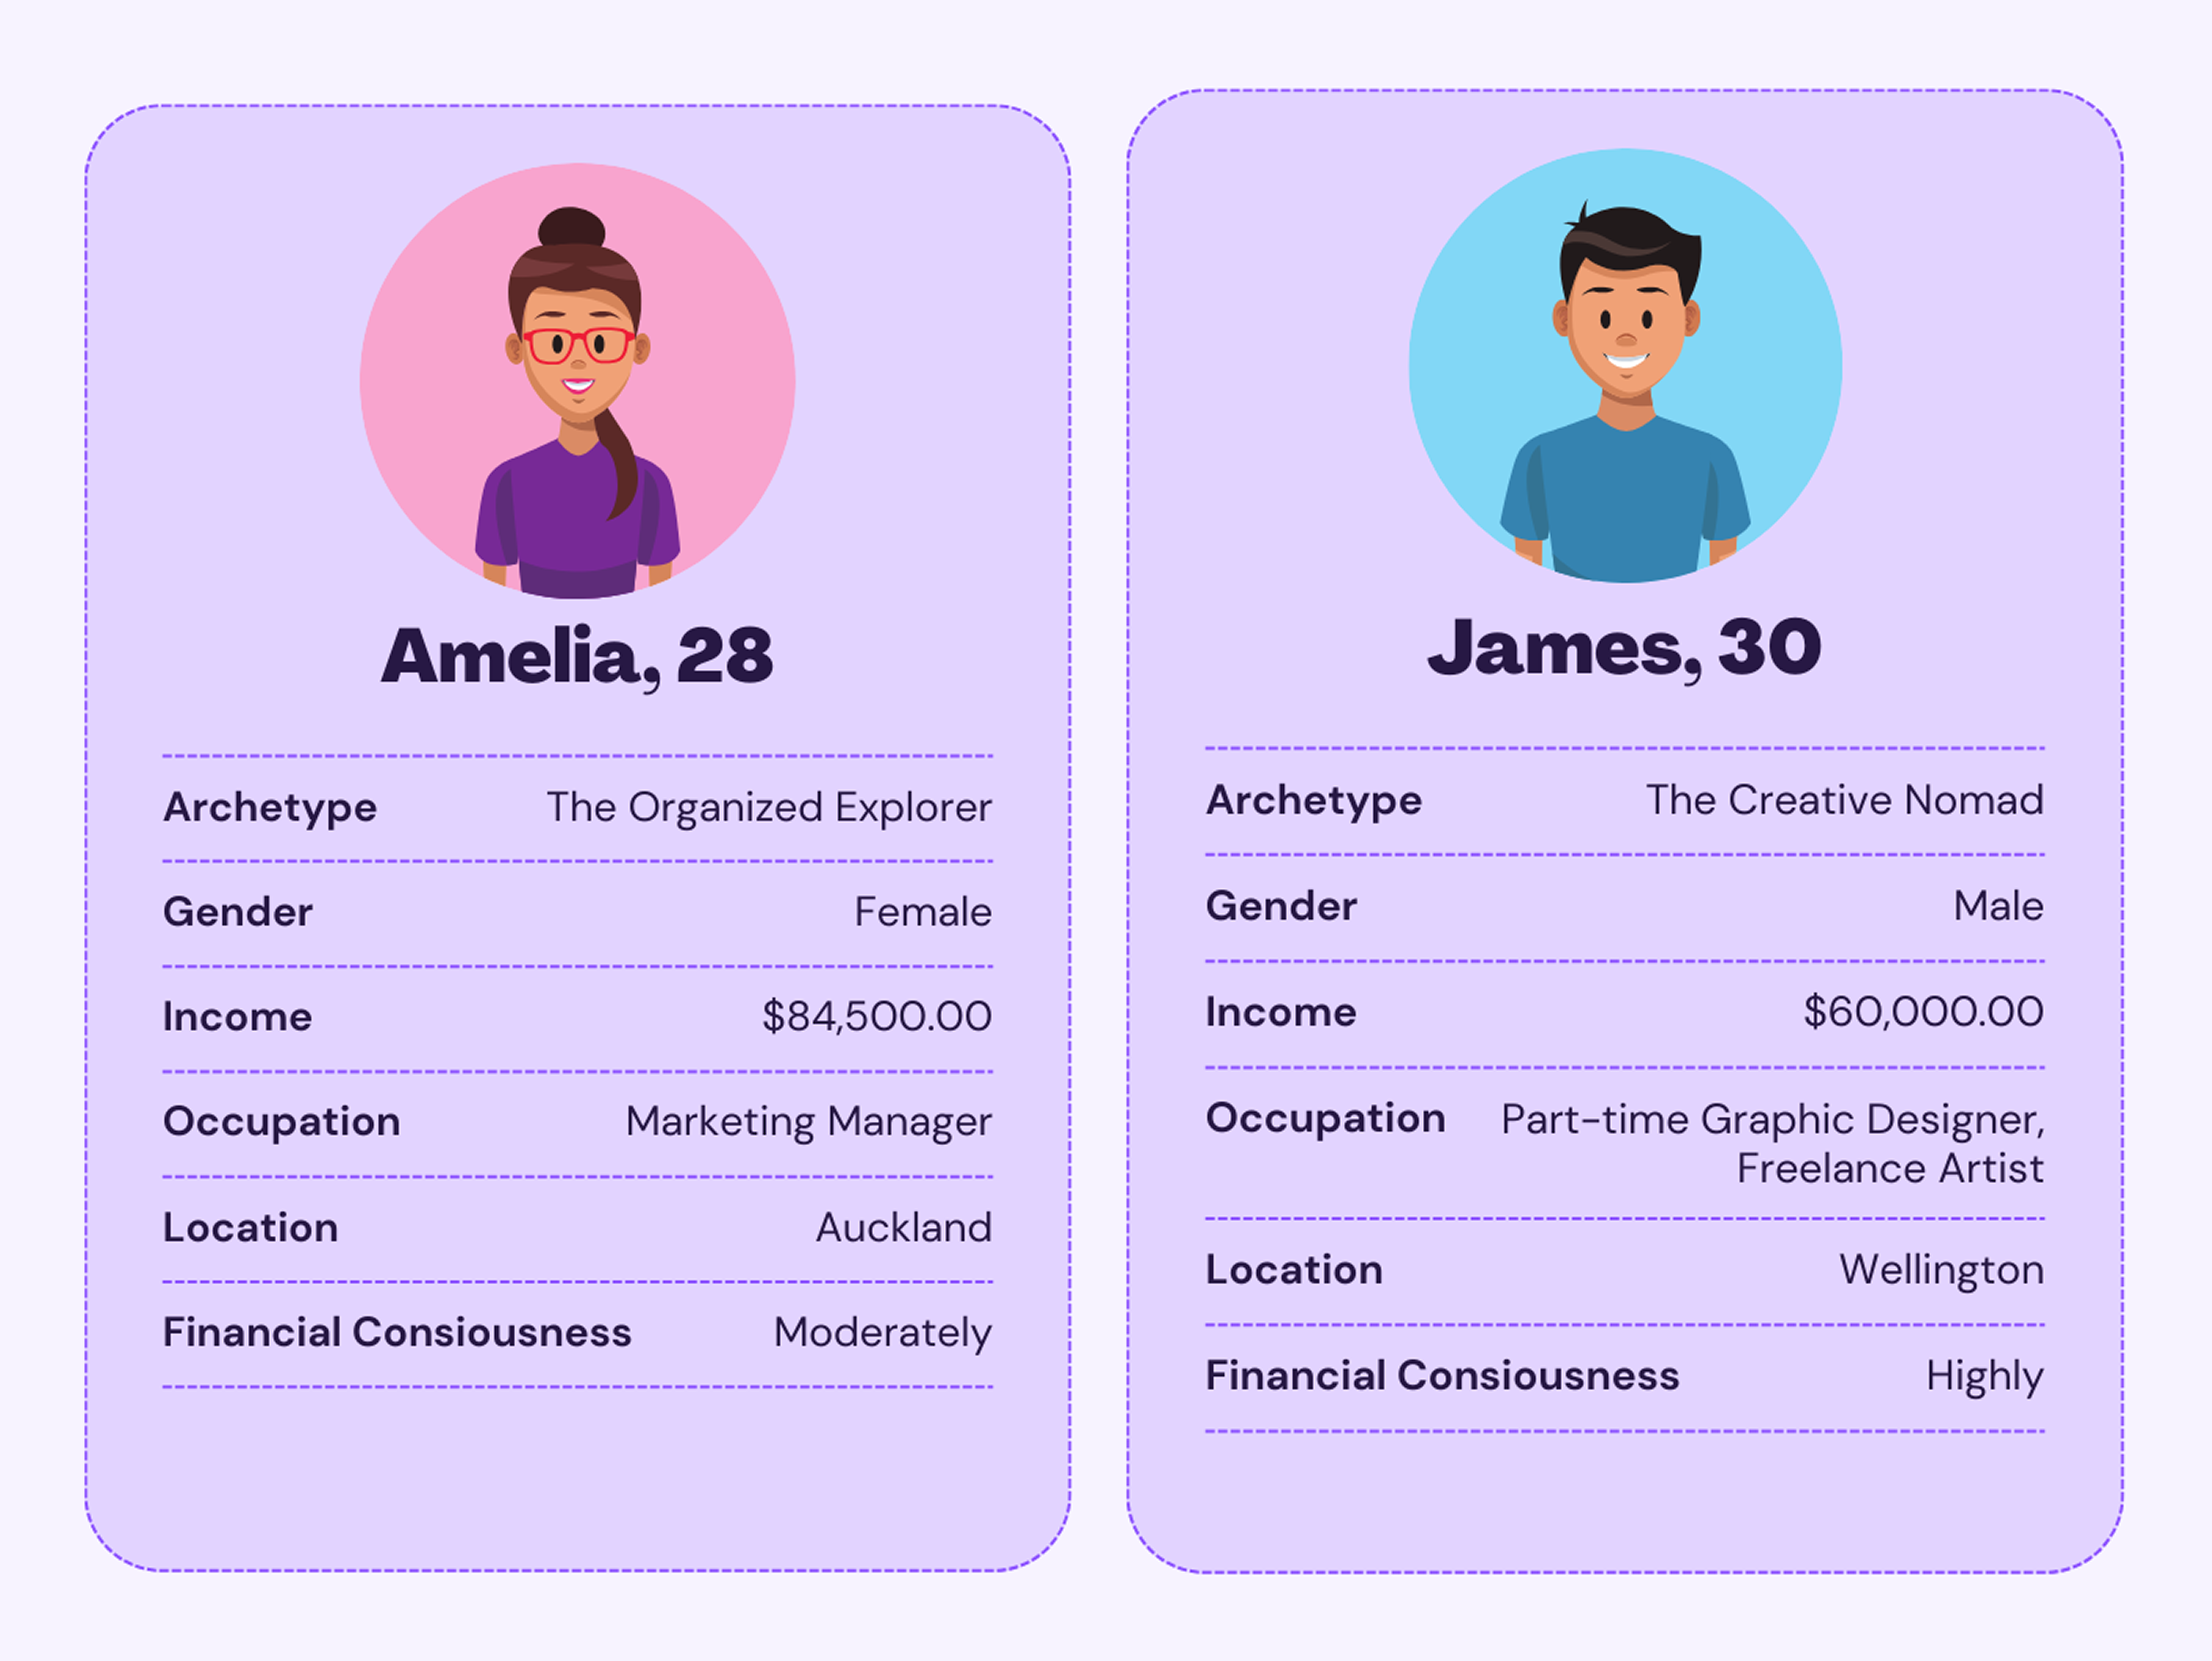 Amelia, 28
Archetype The Organized Explorer
Gender Female
Income $84,500.00
Occupation Marketing Manager
Location Auckland
Financial Consiousness Moderately
James, 30
Archetype The Creative Nomad
Gender Male
Income $60,000.00
Occupation Part-time Graphic Designer,
Freelance Artist
Location Wellington
Financial Consiousness Highly